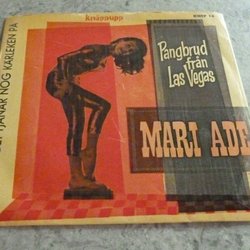 knäppupp
KNEP 13
Pangbrud
från
Las Vegas
MARI ADE
TJÄNAR NOG KÄRLEKEN PÅ